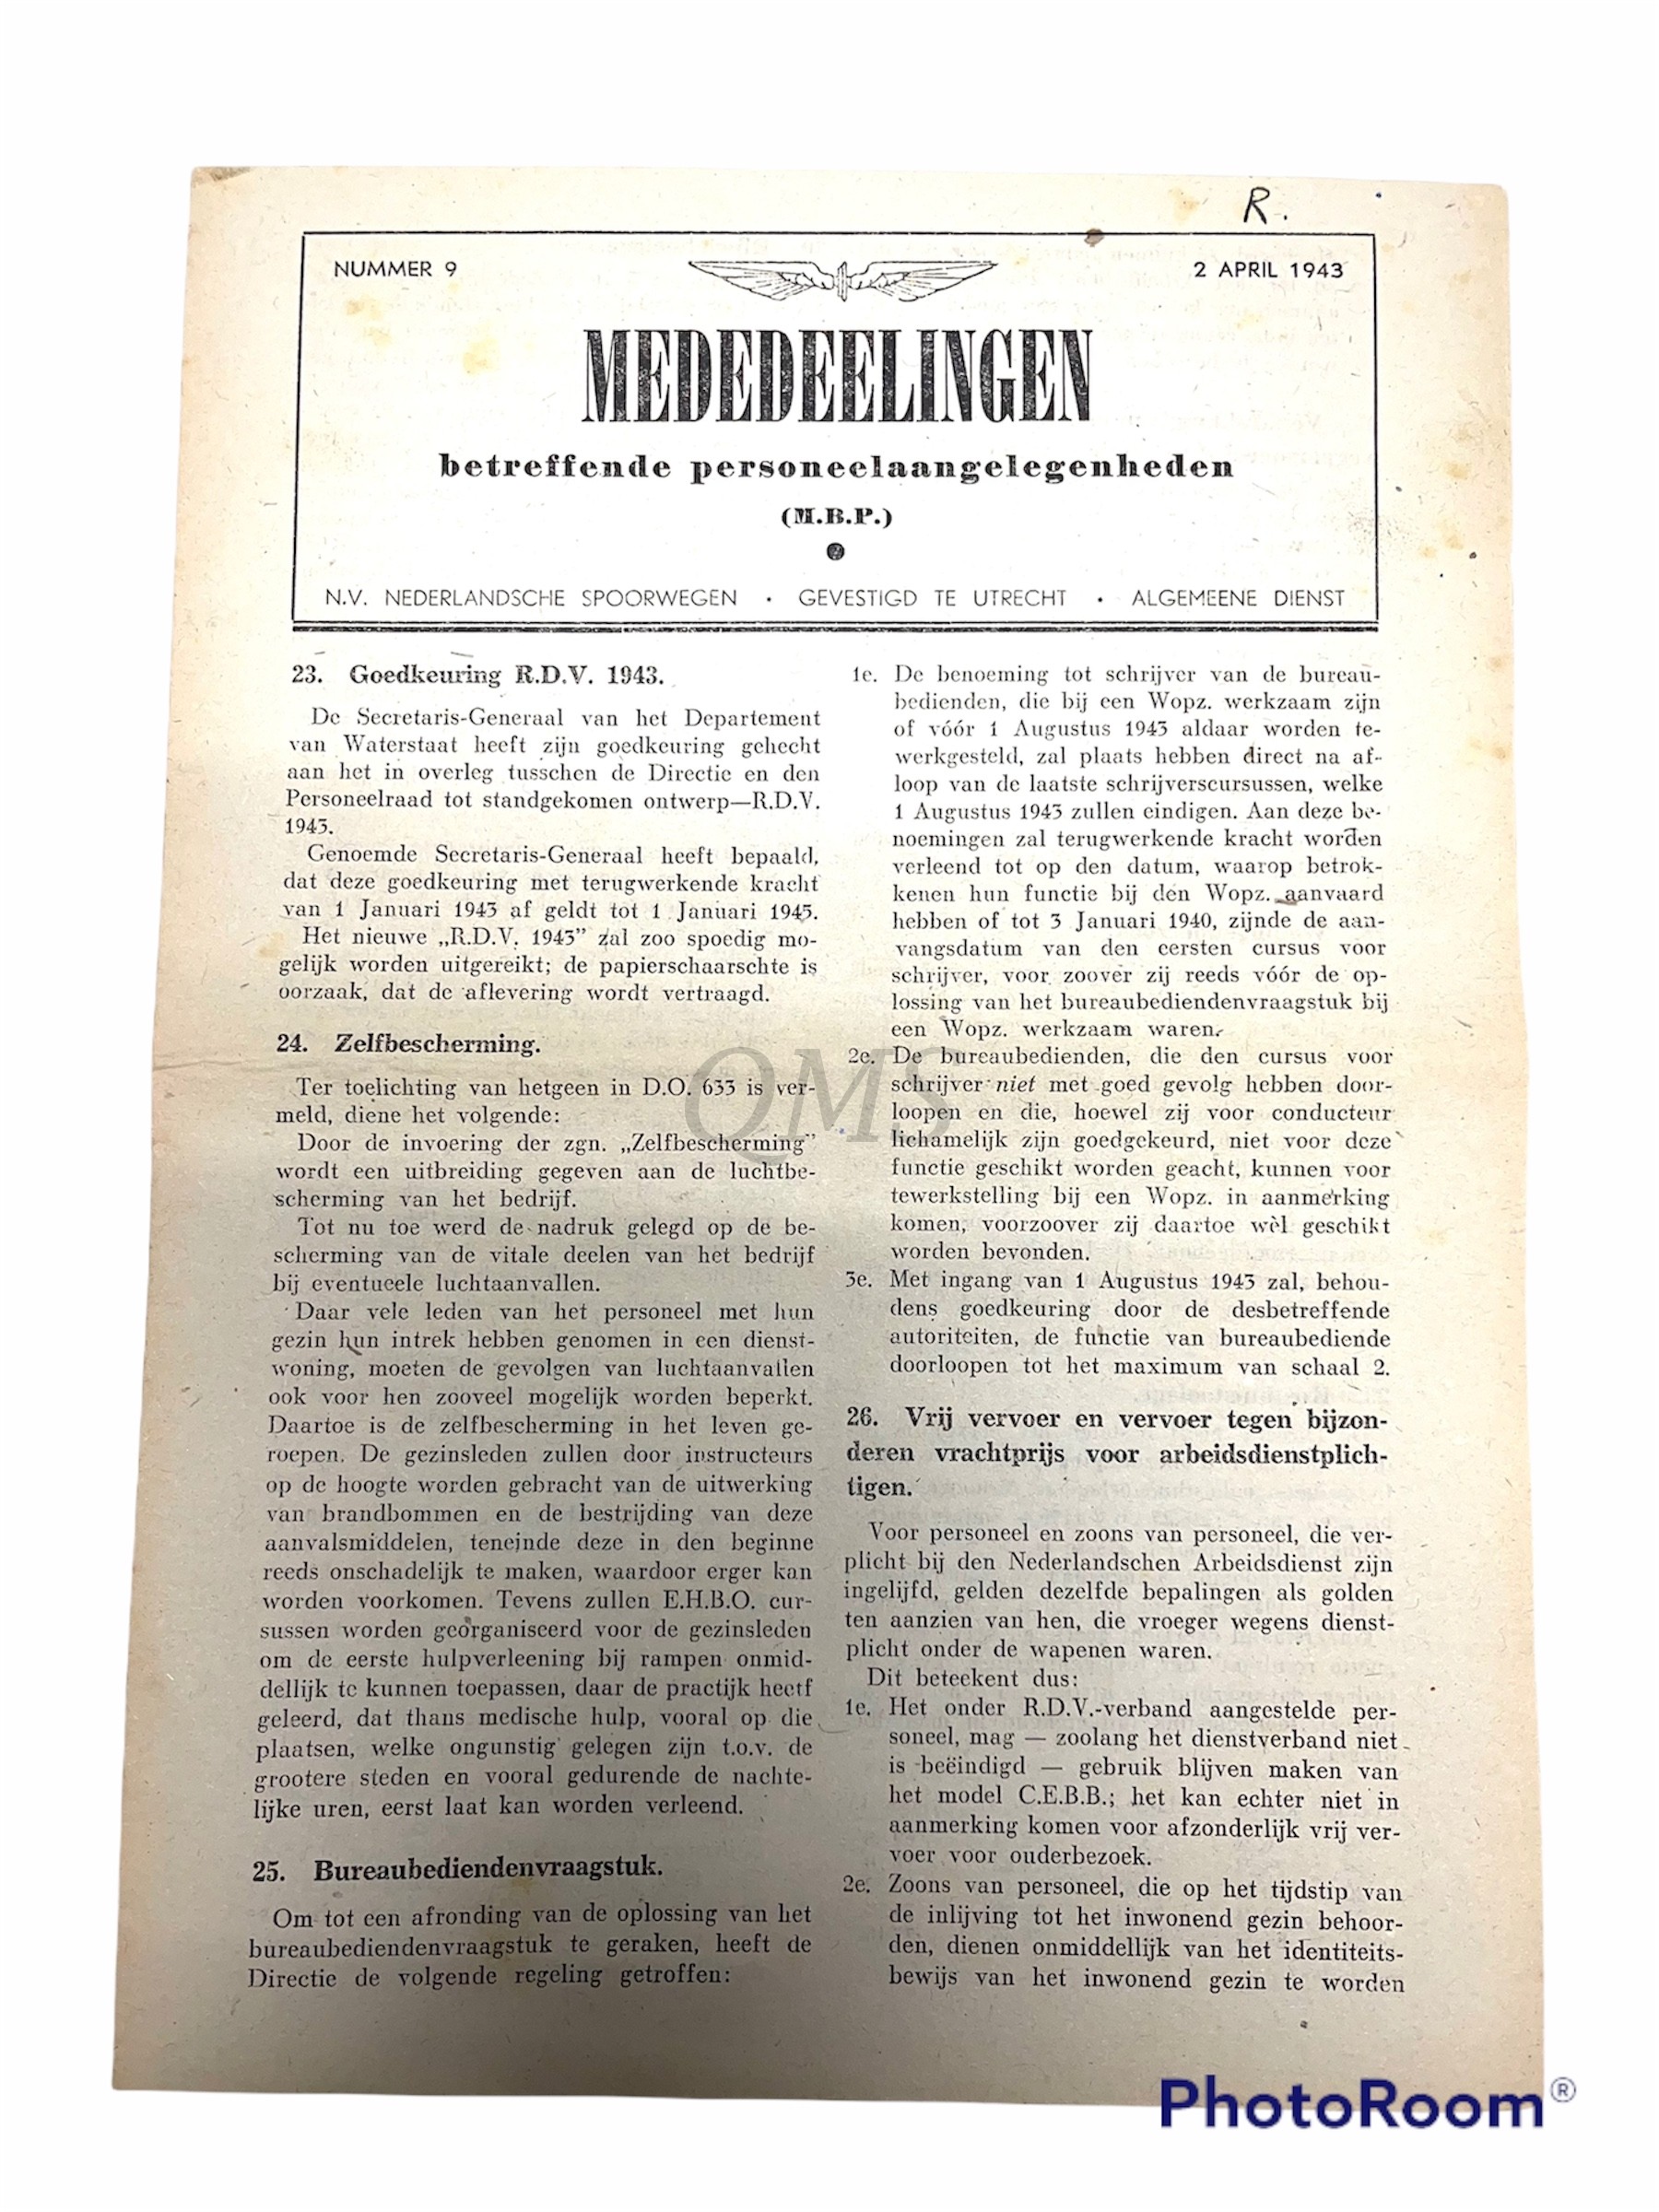 R.
NUMMER 9
2 APRIL 1943
MEDEDEELINGEN
betreffende personeelaangelegenheden
(M.B.P.)
N.V. NEDERLANDSCHE SPOORWEGEN • GEVESTIGD TE UTRECHT • ALGEMEENE DIENST
23. Goedkeuring R.D.V. 1943.
De Secretaris-Generaal van het Departement
van Waterstaat heeft zijn goedkeuring gehecht
aan het in overleg tusschen de Directie en den
Personeelraad tot standgekomen ontwerp—R.D.V.
1943.
Genoemde Secretaris-Generaal heeft bepaald,
dat deze goedkeuring met terugwerkende kracht
van 1 Januari 1943 af geldt tot 1 Januari 1945.
Het nieuwe „R.D.V. 1943” zal zoo spoedig mo-
gelijk worden uitgereikt; de papierschaarschte is
oorzaak, dat de aflevering wordt vertraagd.
24. Zelfbescherming.
Ter toelichting van hetgeen in D.O. 633 is ver-
meld, diene het volgende:
Door de invoering der zgn. „Zelfbescherming”
wordt een uitbreiding gegeven aan de luchtbe-
scherming van het bedrijf.
Tot nu toe werd de nadruk gelegd op de be-
scherming van de vitale deelen van het bedrijf
bij eventueele luchtaanvallen.
Daar vele leden van het personeel met hun
gezin hun intrek hebben genomen in een dienst-
woning, moeten de gevolgen van luchtaanvallen
ook voor hen zooveel mogelijk worden beperkt.
Daartoe is de zelfbescherming in het leven ge-
roepen. De gezinsleden zullen door instructeurs
op de hoogte worden gebracht van de uitwerking
van brandbommen en de bestrijding van deze
aanvalsmiddelen, teneinde deze in den beginne
reeds onschadelijk te maken, waardoor erger kan
worden voorkomen. Tevens zullen E.H.B.O. cur-
sussen worden georganiseerd voor de gezinsleden
om de eerste hulpverleening bij rampen onmid-
dellijk te kunnen toepassen, daar de practijk heeft
geleerd, dat thans medische hulp, vooral op die
plaatsen, welke ongunstig gelegen zijn t.o.v. de
grootere steden en vooral gedurende de nachte-
lijke uren, eerst laat kan worden verleend.
25. Bureaubediendenvraagstuk.
Om tot een afronding van de oplossing van het
bureaubediendenvraagstuk te geraken, heeft de
Directie de volgende regeling getroffen:
1e. De benoeming tot schrijver van de bureau-
bedienden, die bij een Wopz. werkzaam zijn
of vóór 1 Augustus 1943 aldaar worden te-
werkgesteld, zal plaats hebben direct na af-
loop van de laatste schrijverscursussen, welke
1 Augustus 1943 zullen eindigen. Aan deze be-
noemingen zal terugwerkende kracht worden
verleend tot op den datum, waarop betrok-
kenen hun functie bij den Wopz. aanvaard
hebben of tot 3 Januari 1940, zijnde de aan-
vangsdatum van den eersten cursus voor
schrijver, voor zoover zij reeds vóór de op-
lossing van het bureaubediendenvraagstuk bij
een Wopz. werkzaam waren.
2e. De bureaubedienden, die den cursus voor
schrijver niet met goed gevolg hebben door-
loopen en die, hoewel zij voor conducteur
lichamelijk zijn goedgekeurd, niet voor deze
functie geschikt worden geacht, kunnen voor
tewerkstelling bij een Wopz. in aanmerking
komen, voorzoover zij daartoe wèl geschikt
worden bevonden.
3e. Met ingang van 1 Augustus 1943 zal, behou-
dens goedkeuring door de desbetreffende
autoriteiten, de functie van bureaubediende
doorloopen tot het maximum van schaal 2.
26. Vrij vervoer en vervoer tegen bijzon-
deren vrachtprijs voor arbeidsdienstplich-
tigen.
Voor personeel en zoons van personeel, die ver-
plicht bij den Nederlandschen Arbeidsdienst zijn
ingelijfd, gelden dezelfde bepalingen als golden
ten aanzien van hen, die vroeger wegens dienst-
plicht onder de wapenen waren.
Dit beteekent dus:
1e. Het onder R.D.V.-verband aangestelde per-
soneel, mag — zoolang het dienstverband niet
is beëindigd — gebruik blijven maken van
het model C.E.B.B.; het kan echter niet in
aanmerking komen voor afzonderlijk vrij ver-
voer voor ouderbezoek.
2e. Zoons van personeel, die op het tijdstip van
de inlijving tot het inwonend gezin behoor-
den, dienen onmiddellijk van het identiteits-
bewijs van het inwonend gezin te worden
QMS
PhotoRoom®